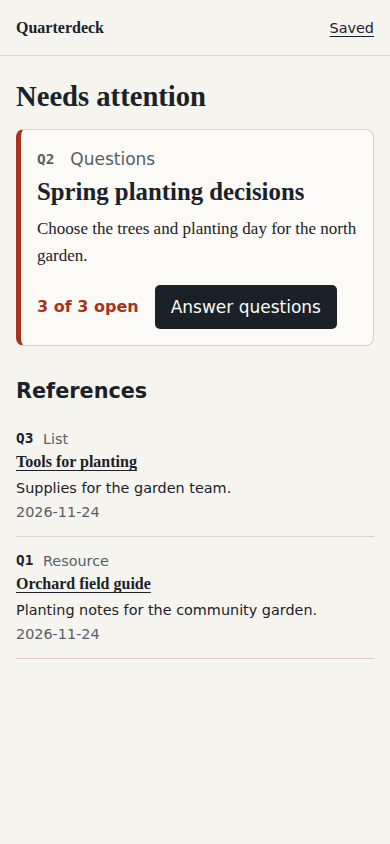 Quarterdeck
Saved
Needs attention
Q2 Questions
Spring planting decisions
Choose the trees and planting day for the north
garden.
3 of 3 open
Answer questions
References
Q3 List
Tools for planting
Supplies for the garden team.
2026-11-24
Q1 Resource
Orchard field guide
Planting notes for the community garden.
2026-11-24